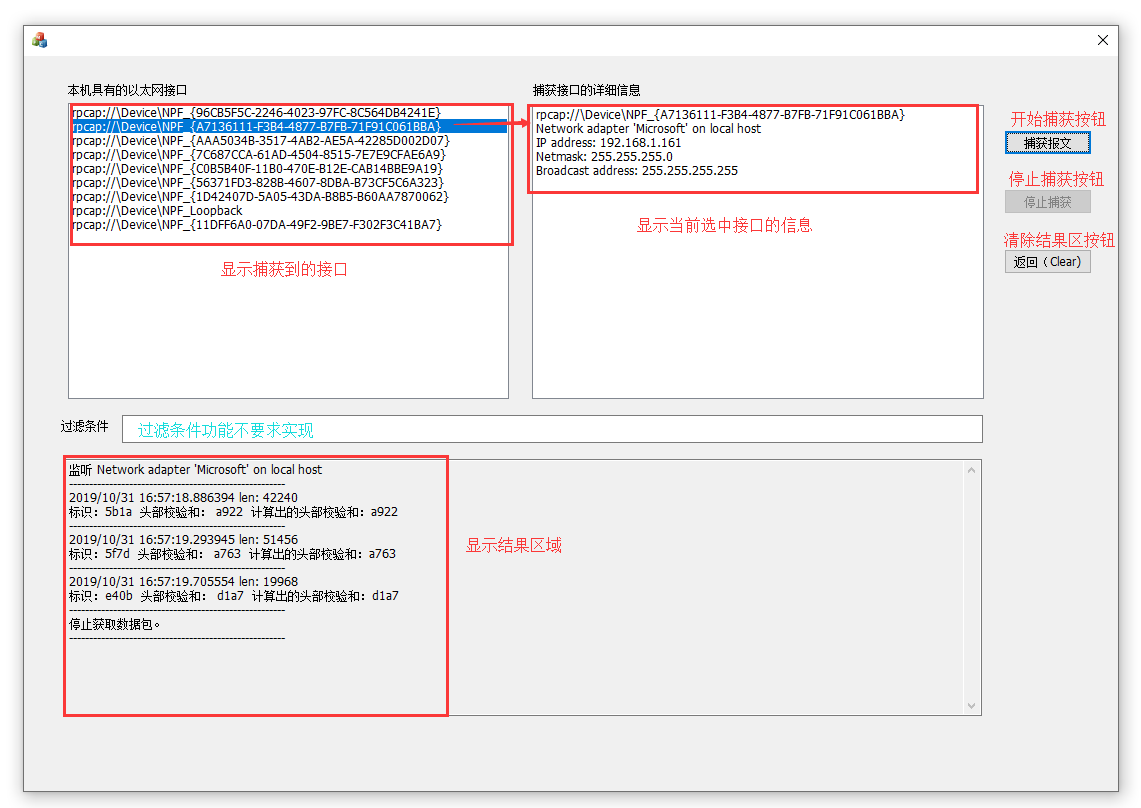 本机具有的以太网接口
rpcap://\Device\NPF_{96CB5F5C-2246-4023-97FC-8C564DB4241E}
rpcap://\Device\NPF_{A7136111-F3B4-4877-B7FB-71F91C061BBA}
rpcap://\Device\NPF_{AAA5034B-3517-4AB2-AE5A-42285D002D07}
rpcap://\Device\NPF_{7C687CCA-61AD-4504-8515-7E7E9CFAE6A9}
rpcap://\Device\NPF_{C0B5B40F-11B0-470E-B12E-CAB14BBE9A19}
rpcap://\Device\NPF_{56371FD3-828B-4607-8DBA-B73CF5C6A323}
rpcap://\Device\NPF_{1D42407D-5A05-43DA-B8B5-B60AA7870062}
rpcap://\Device\NPF_Loopback
rpcap://\Device\NPF_{11DFF6A0-07DA-49F2-9BE7-F302F3C41BA7}
显示捕获到的接口
捕获接口的详细信息
rpcap://\Device\NPF_{A7136111-F3B4-4877-B7FB-71F91C061BBA}
Network adapter 'Microsoft' on local host
IP address: 192.168.1.161
Netmask: 255.255.255.0
Broadcast address: 255.255.255.255
显示当前选中接口的信息
开始捕获按钮
捕获报文
停止捕获按钮
停止捕获
清除结果区按钮
返回（Clear)
过滤条件
过滤条件功能不要求实现
监听 Network adapter 'Microsoft' on local host
------------------------------------------------------
2019/10/31 16:57:18.886394 len: 42240
标识：5b1a 头部校验和： a922 计算出的头部校验和：a922
------------------------------------------------------
2019/10/31 16:57:19.293945 len: 51456
标识：5f7d 头部校验和： a763 计算出的头部校验和：a763
------------------------------------------------------
2019/10/31 16:57:19.705554 len: 19968
标识：e40b 头部校验和： d1a7 计算出的头部校验和：d1a7
------------------------------------------------------
停止获取数据包。
------------------------------------------------------
显示结果区域